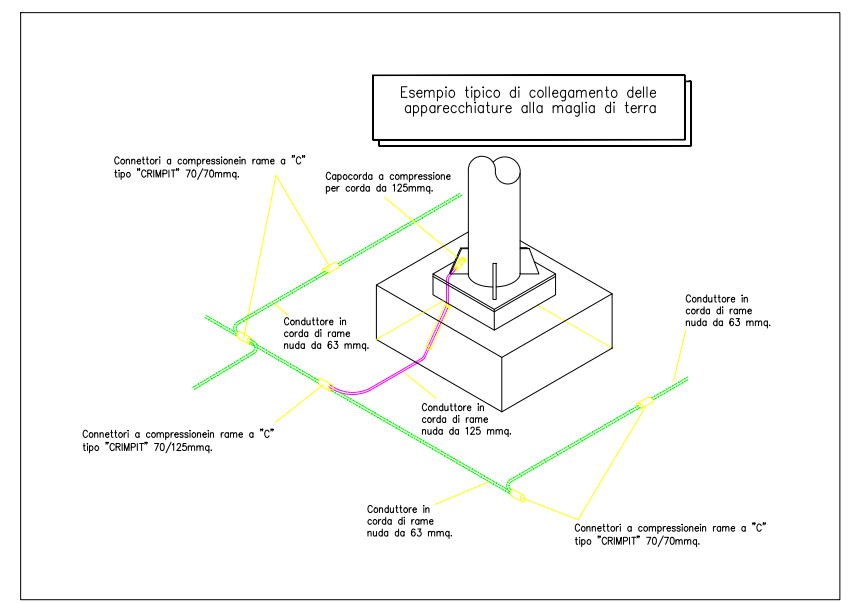 Esempio tipico di collegamento delle
apparecchiature alla maglia di terra
Connettori a compressionein rame a "C"
tipo "CRIMPIT" 70/70mmq.
Capocorda a compressione
per corda da 125mmq.
Conduttore in
corda di rame
nuda da 63 mmq.
Conduttore in
corda di rame
nuda da 63 mmq.
Conduttore in
corda di rame
nuda da 125 mmq.
Connettori a compressionein rame a "C"
tipo "CRIMPIT" 70/125mmq.
Conduttore in
corda di rame
nuda da 63 mmq.
Connettori a compressionein rame a "C"
tipo "CRIMPIT" 70/70mmq.